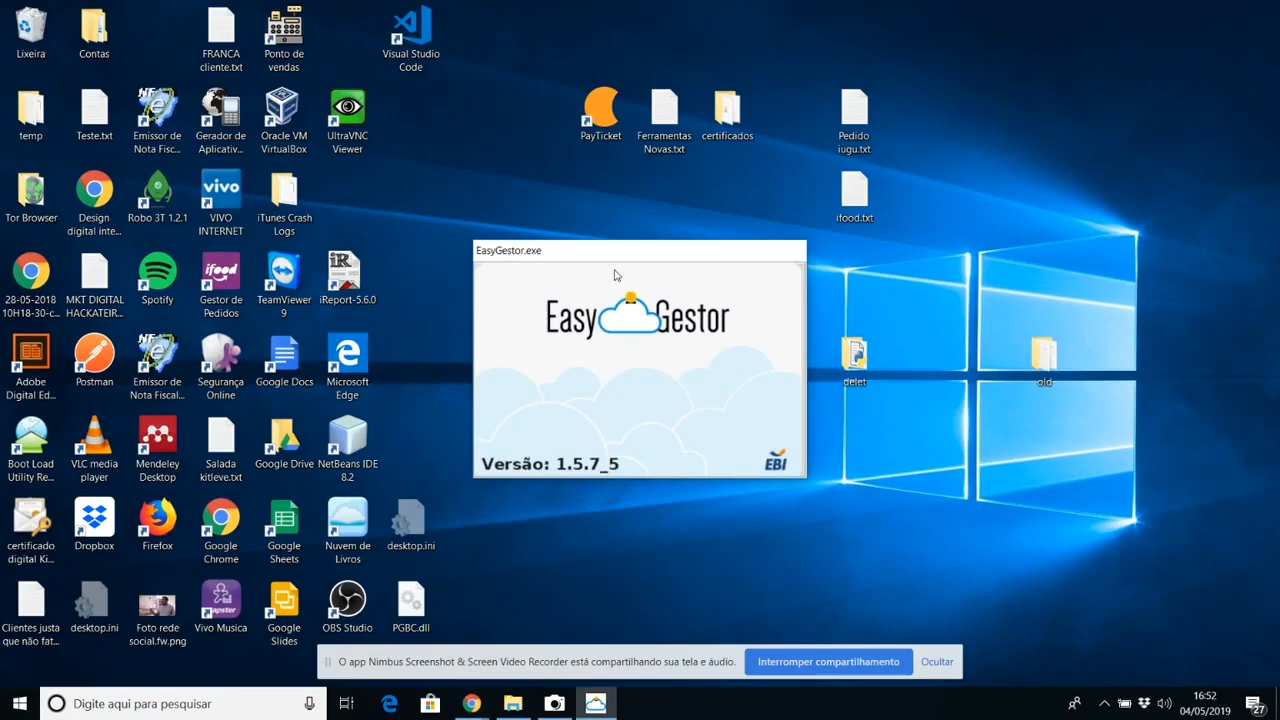 Lixeira
Contas
FRANCA
cliente.txt
Ponto de
vendas
Visual Studio
Code
temp
Teste.txt
Emissor de
Nota Fisc...
Gerador de
Aplicativ...
Oracle VM
VirtualBox
UltraVNC
Viewer
PayTicket
Ferramentas
Novas.txt
certificados
Pedido
iugu.txt
Tor Browser
Design
digital inte...
Robo 3T 1.2.1
vivo
VIVO
INTERNET
iTunes Crash
Logs
ifood.txt
28-05-2018
10H18-30-c...
MKT DIGITAL
HACKATEIR...
Spotify
ifood
Gestor de
Pedidos
TeamViewer
9
iR
iReport-5.6.0
EasyGestor.exe
Easy Gestor
Versão: 1.5.7_5
EBI
Adobe
Digital Ed...
Postman
Emissor de
Nota Fiscal...
Segurança
Online
Google Docs
Microsoft
Edge
delet
old
Boot Load
Utility Re...
VLC media
player
Mendeley
Desktop
Salada
kitleve.txt
Google Drive
NetBeans IDE
8.2
certificado
digital Ki...
Dropbox
Firefox
Google
Chrome
Google
Sheets
Nuvem de
Livros
desktop.ini
Clientes justa
que não fat...
desktop.ini
Foto rede
social.fw.png
napster
Vivo Musica
Google
Slides
OBS Studio
PGBC.dll
O app Nimbus Screenshot & Screen Video Recorder está compartilhando sua tela e áudio.
Interromper compartilhamento
Ocultar
Digite aqui para pesquisar
16:52
04/05/2019
27